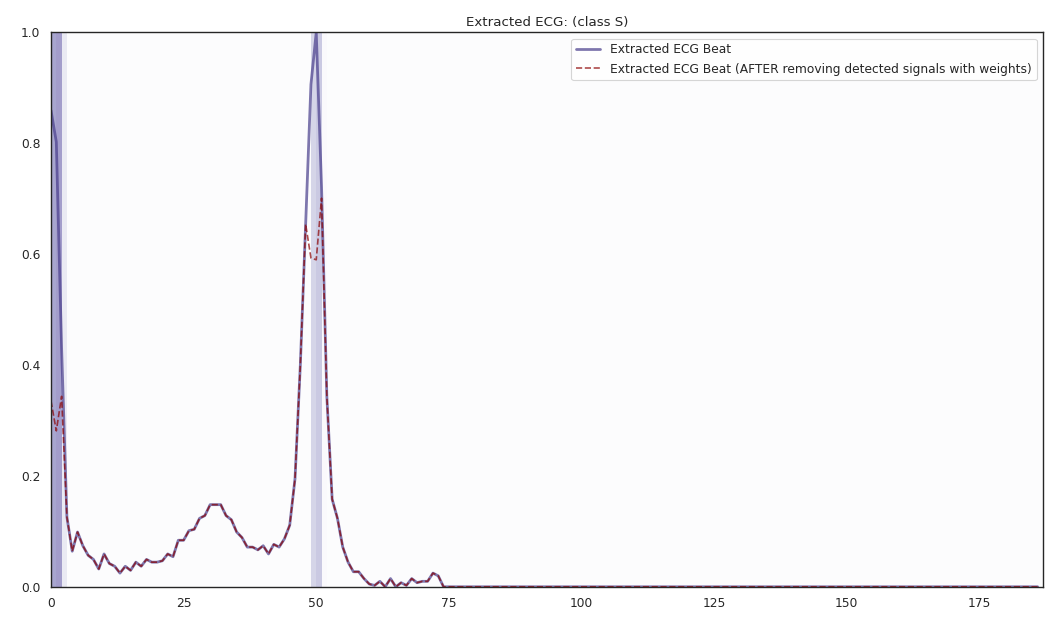 Extracted ECG: (class S)
Extracted ECG Beat
Extracted ECG Beat (AFTER removing detected signals with weights)
1.0
0.8
0.6
0.4
0.2
0.0
0 25 50 75 100 125 150 175